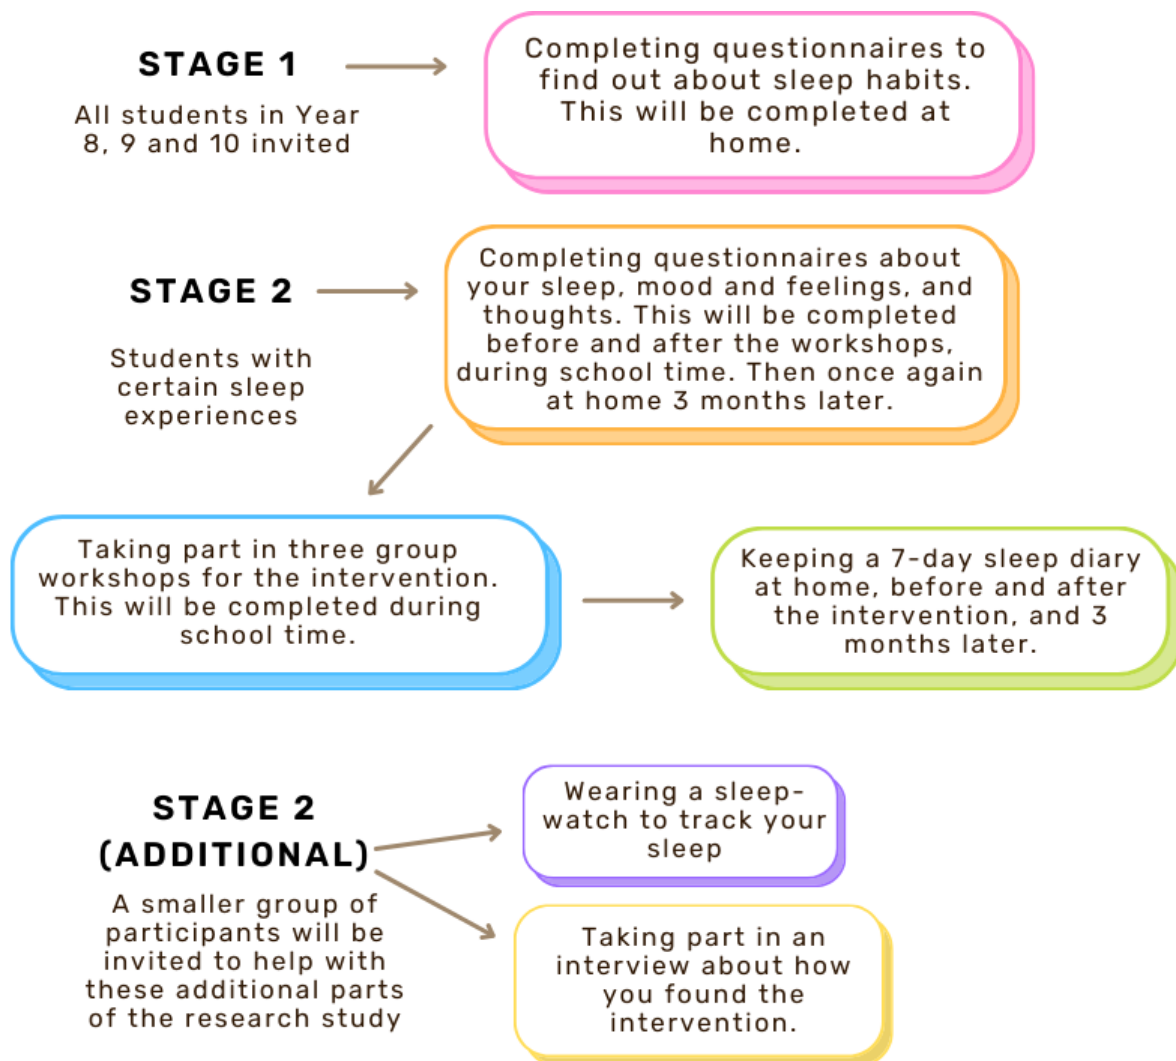 STAGE 1
All students in Year
8, 9 and 10 invited
Completing questionnaires to
find out about sleep habits.
This will be completed at
home.
STAGE 2
Students with
certain sleep
experiences
Completing questionnaires about
your sleep, mood and feelings, and
thoughts. This will be completed
before and after the workshops,
during school time. Then once again
at home 3 months later.
Taking part in three group
workshops for the intervention.
This will be completed during
school time.
Keeping a 7-day sleep diary
at home, before and after
the intervention, and 3
months later.
STAGE 2
(ADDITIONAL)
A smaller group of
participants will be
invited to help with
these additional parts
of the research study
Wearing a sleep-
watch to track your
sleep
Taking part in an
interview about how
you found the
intervention.